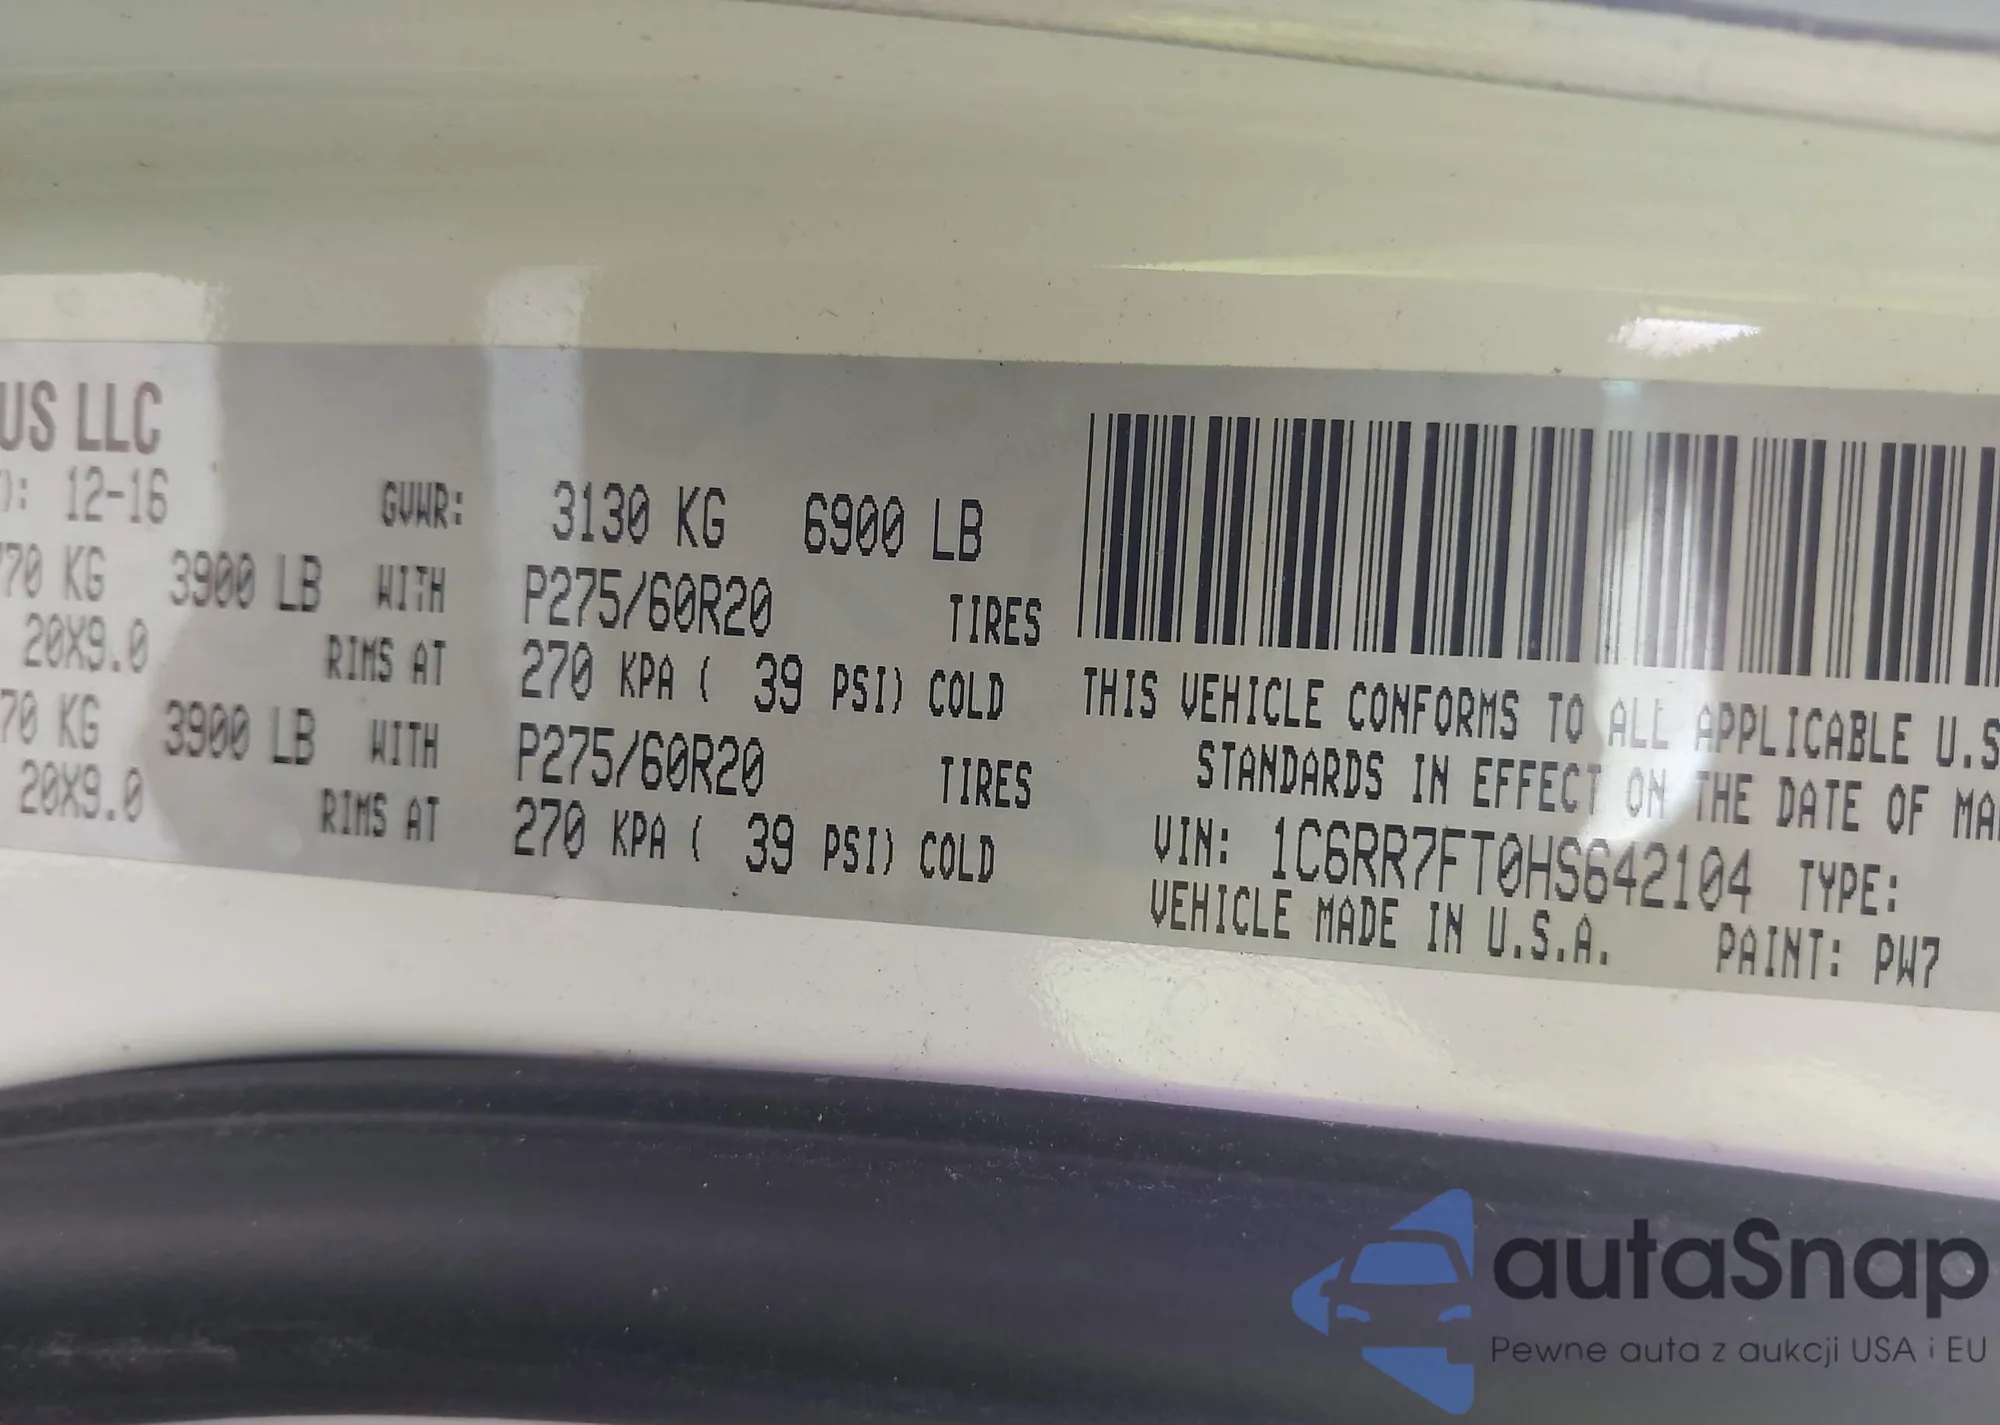 US LLC
): 12-16 GVWR: 3130 KG 6900 LB
70 KG 3900 LB WITH P275/60R20 TIRES
20X9.0 RIMS AT 270 KPA ( 39 PSI) COLD
70 KG 3900 LB WITH P275/60R20 TIRES
20X9.0 RIMS AT 270 KPA ( 39 PSI) COLD
THIS VEHICLE CONFORMS TO ALL APPLICABLE U.S
STANDARDS IN EFFECT ON THE DATE OF MA
VIN: 1C6RR7FT0HS642104 TYPE:
VEHICLE MADE IN U.S.A. PAINT: PW7
autaSnap
Pewne auta z aukcji USA i EU